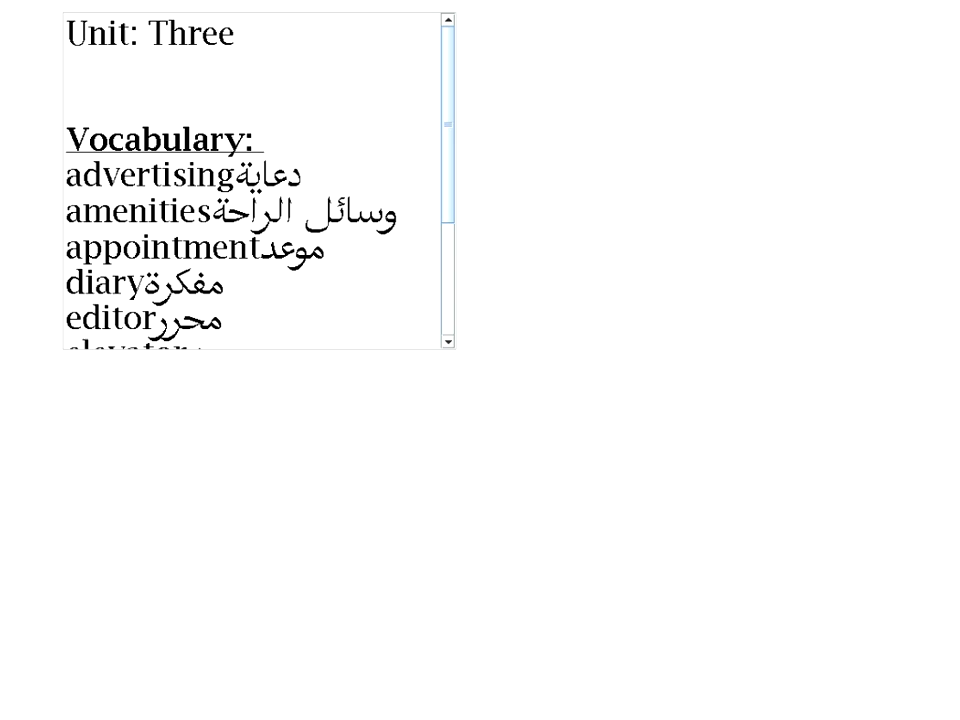 Unit: Three
Vocabulary:
advertisingدعاية
amenitiesوسائل الراحة
appointmentموعد
diaryمفكرة
editorمحرر